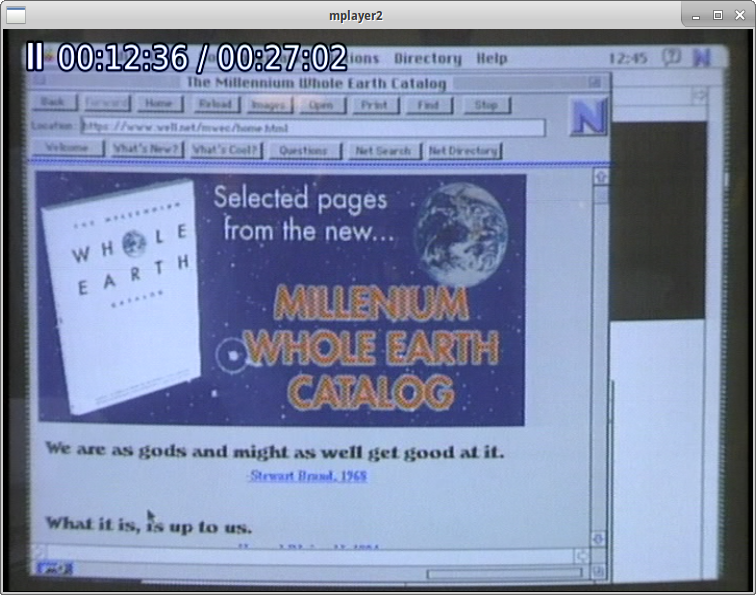 mplayer2
00:12:36 / 00:27:02
Directory Help 12:45
The Millennium Whole Earth Catalog
Back Forward Home Reload Images Open Print Find Stop
Location: https://www.well.net/mwec/home.html
Welcome What's New? What's Cool? Questions Net Search Net Directory
N
THE MILLENNIUM
WHOLE
EARTH
CATALOG
Selected pages
from the new...
MILLENIUM
WHOLE EARTH
CATALOG
We are as gods and might as well get good at it.
-Stewart Brand, 1968
What it is, is up to us.